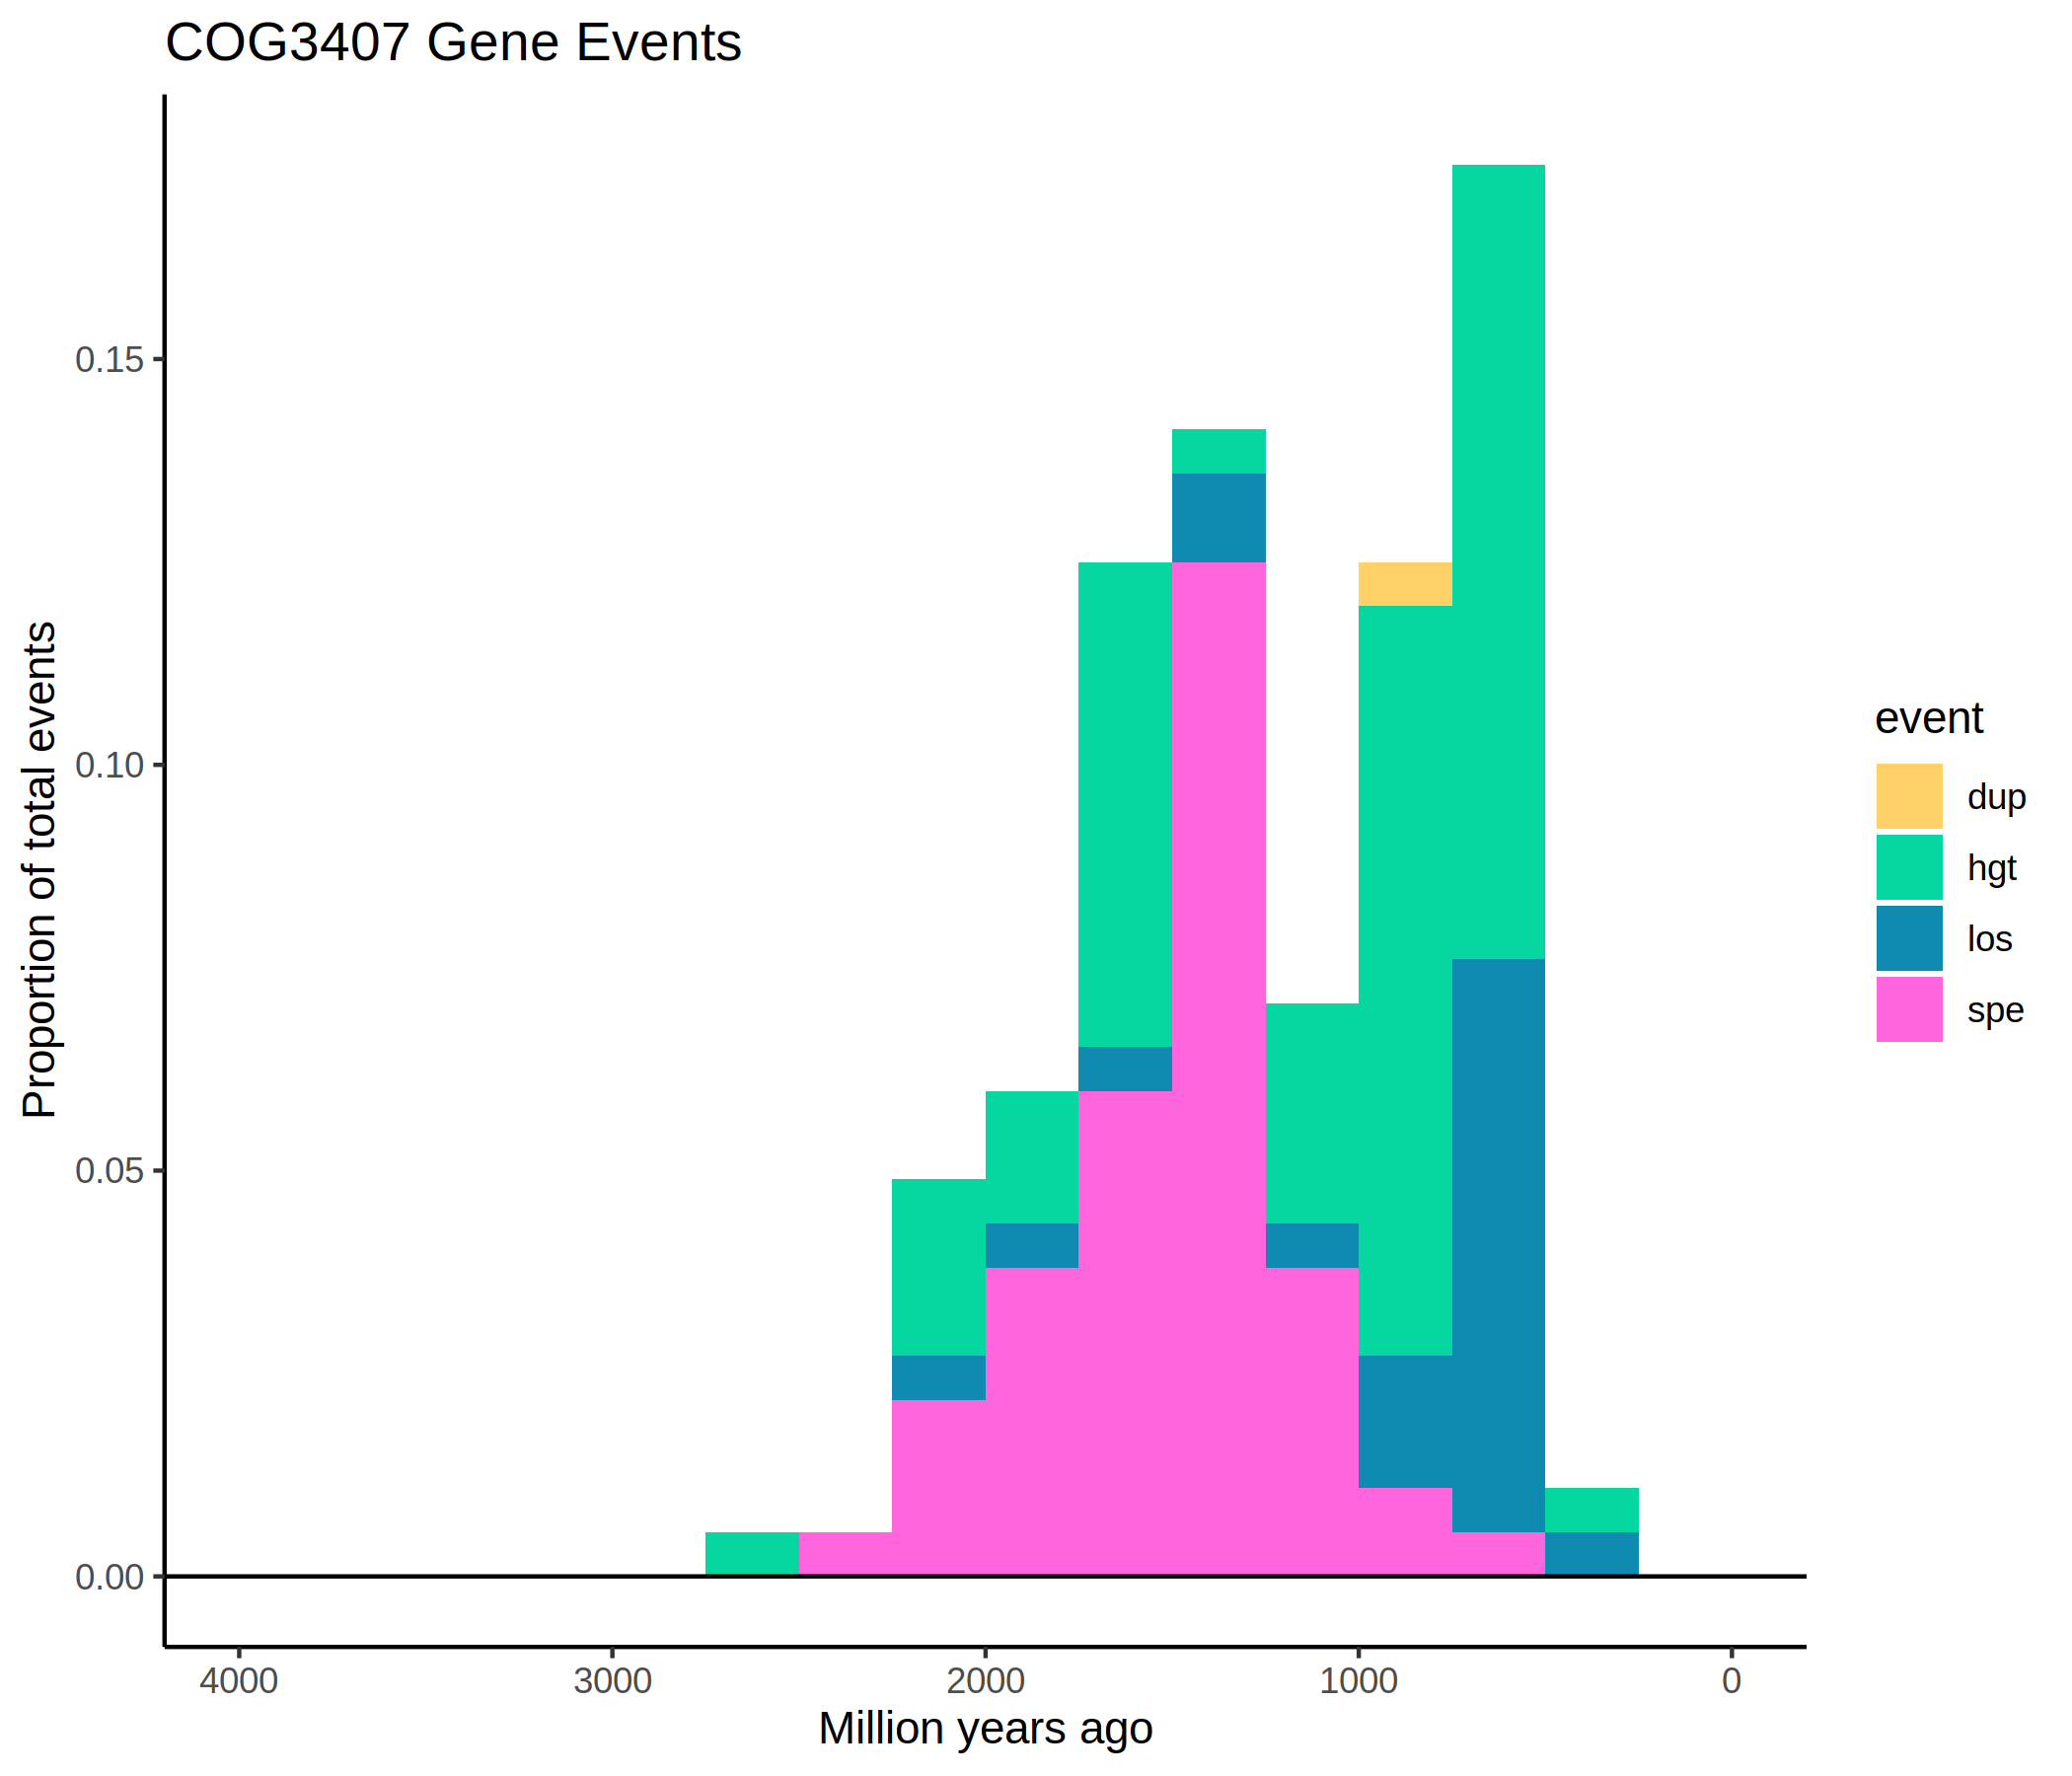 COG3407 Gene Events
Proportion of total events
0.15
0.10
0.05
0.00
4000
3000
2000
1000
0
Million years ago
event
dup
hgt
los
spe